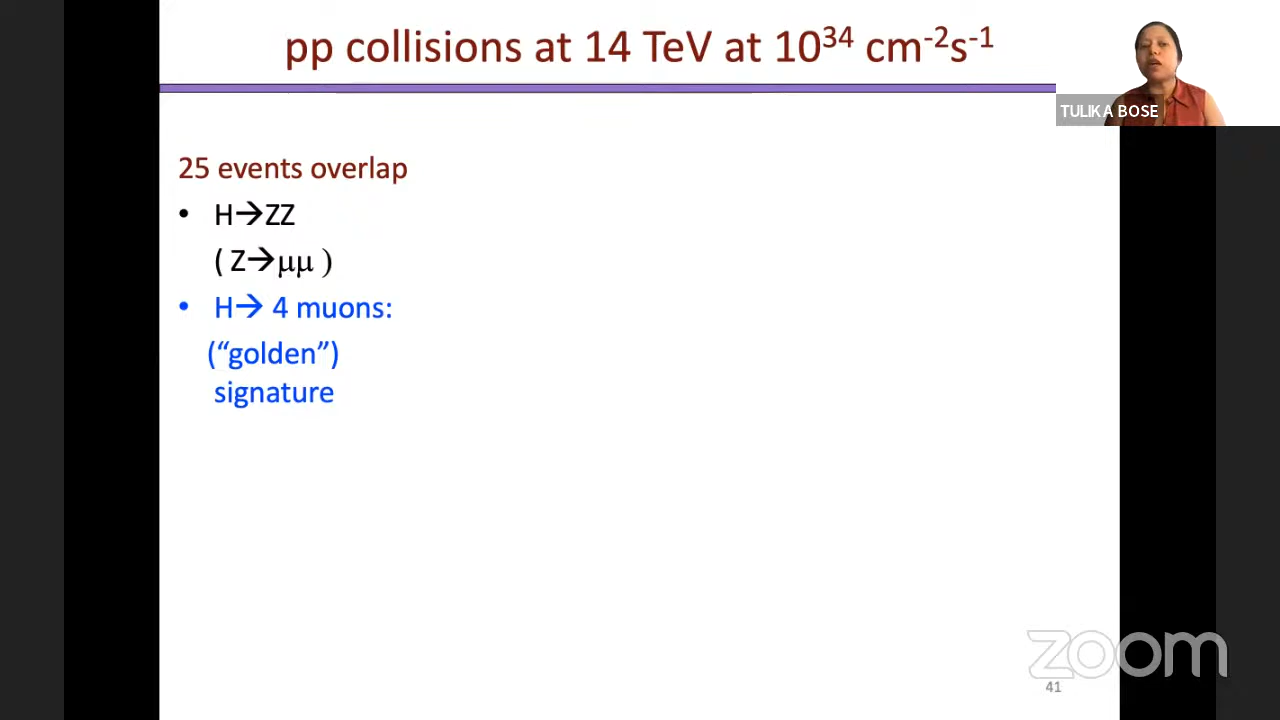 pp collisions at 14 TeV at 10³⁴ cm⁻²s⁻¹
TULIKA BOSE
25 events overlap
• H→ZZ
( Z→μμ )
• H→ 4 muons:
(“golden”)
signature
zoom
41